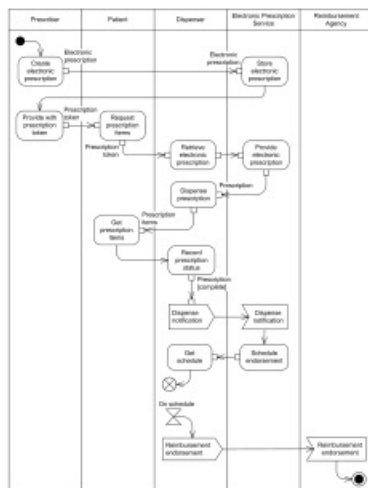 Prescriber
Patient
Dispenser
Electronic Prescription
Service
Reimbursement
Agency
Electronic
prescription
Electronic
prescription
Create
electronic
prescription
Store
electronic
prescription
Provide with
prescription
token
Prescription
token
Request
prescription
items
Prescription
token
Retrieve
electronic
prescription
Provide
electronic
prescription
Prescription
Dispense
prescription
Prescription
items
Get
prescription
items
Record
prescription
status
Prescription
[complete]
Dispense
notification
Dispense
notification
Get
schedule
Schedule
endorsement
On schedule
Reimbursement
endorsement
Reimbursement
endorsement